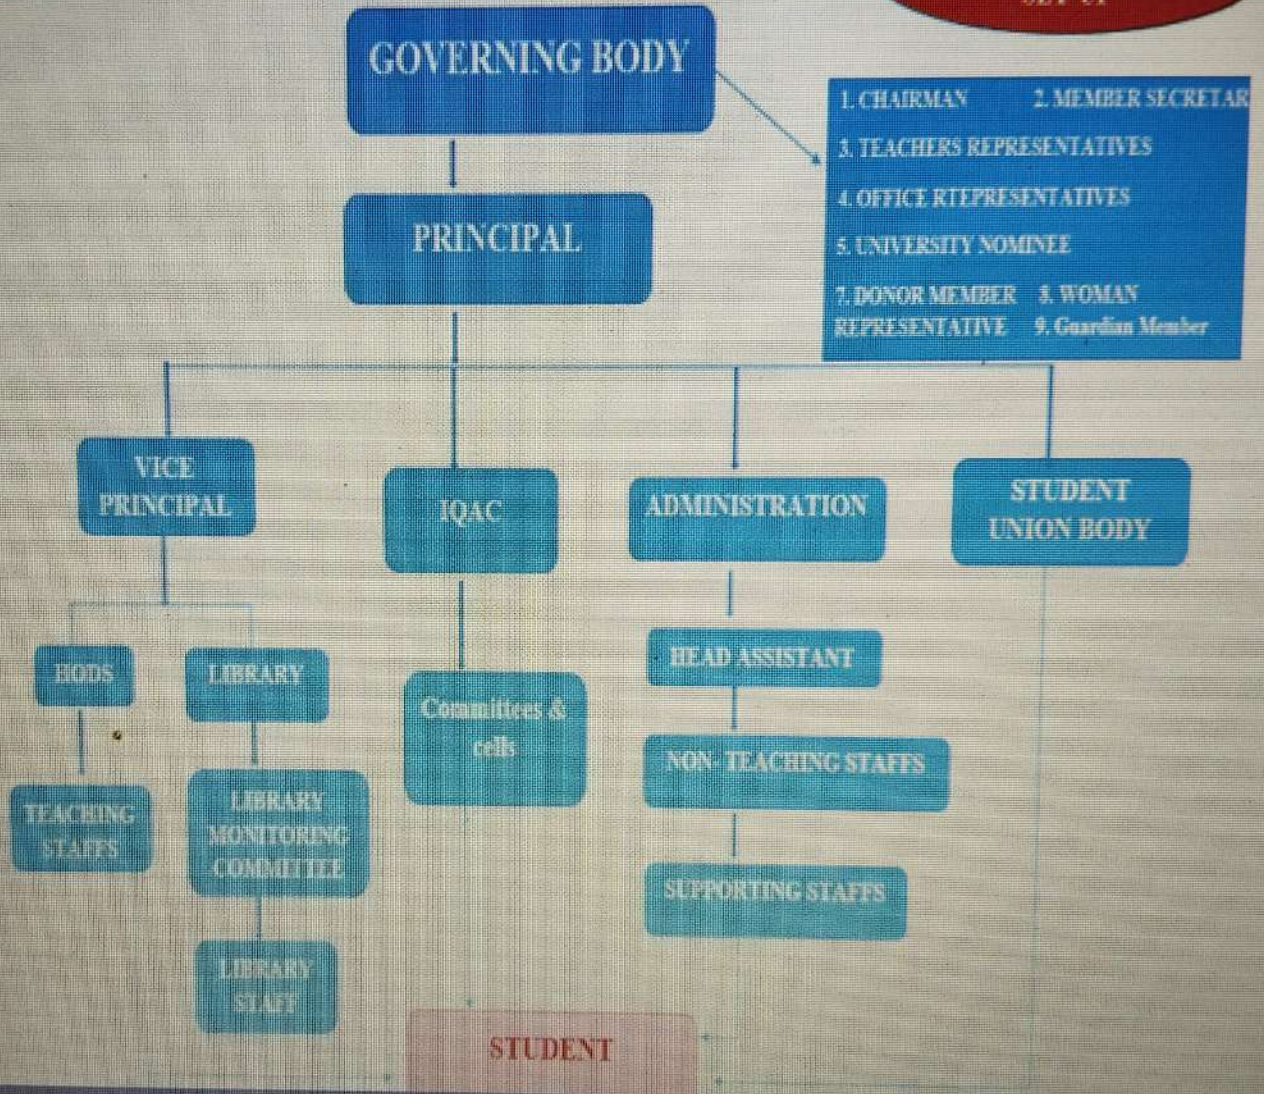 SET-UP
GOVERNING BODY
1. CHAIRMAN 2. MEMBER SECRETAR
3. TEACHERS REPRESENTATIVES
4. OFFICE RTEPRESENTATIVES
5. UNIVERSITY NOMINEE
7. DONOR MEMBER 8. WOMAN
REPRESENTATIVE 9. Guardian Member
PRINCIPAL
VICE
PRINCIPAL
IQAC
ADMINISTRATION
STUDENT
UNION BODY
HODS
LIBRARY
Committees &
cells
HEAD ASSISTANT
NON- TEACHING STAFFS
TEACHING
STAFFS
LIBRARY
MONITORING
COMMITTEE
SUPPORTING STAFFS
LIBRARY
STAFF
STUDENT